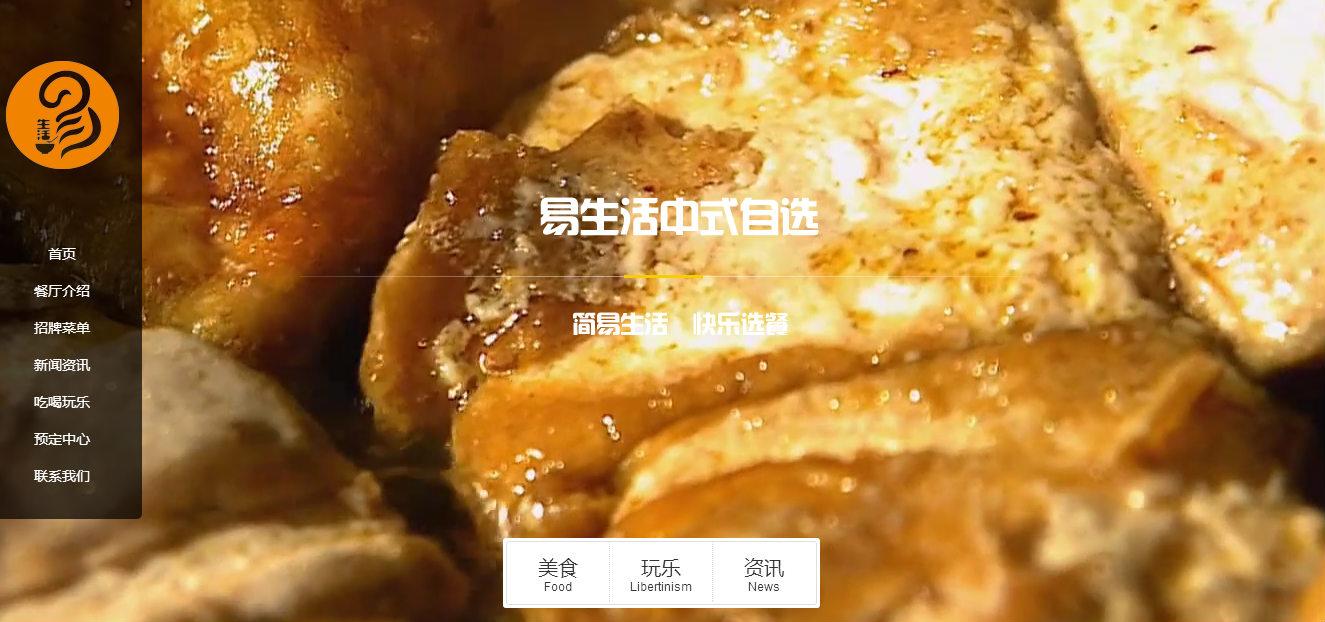 生活
首页
餐厅介绍
招牌菜单
新闻资讯
吃喝玩乐
预定中心
联系我们
易生活中式自选
简易生活 快乐选餐
美食
Food
玩乐
Libertinism
资讯
News